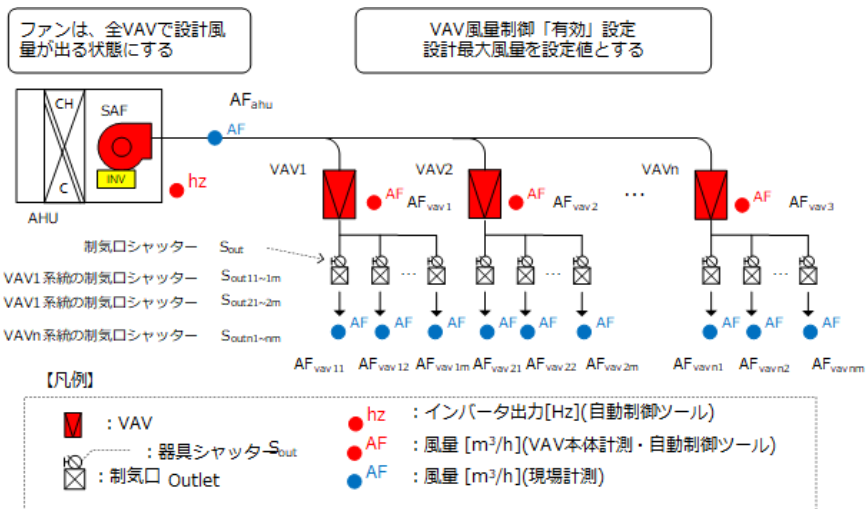 ファンは、全VAVで設計風
量が出る状態にする
VAV風量制御「有効」設定
設計最大風量を設定値とする
CH
C
SAF
INV
AHU
hz
AFahu
AF
VAV1
AF
AFvav1
VAV2
AF
AFvav2
…
VAVn
AF
AFvav3
制気口シャッター Sout
VAV1系統の制気口シャッター Sout11~1m
VAV1系統の制気口シャッター Sout21~2m
VAVn系統の制気口シャッター Soutn1~nm
… … …
AF AF AF AF AF AF AF AF AF
AFvav11 AFvav12 AFvav1m AFvav21 AFvav22 AFvav2m AFvavn1 AFvavn2 AFvavnm
【凡例】
：VAV
：器具シャッターSout
：制気口 Outlet
hz ：インバータ出力[Hz](自動制御ツール)
AF ：風量 [m³/h](VAV本体計測・自動制御ツール)
AF ：風量 [m³/h](現場計測)